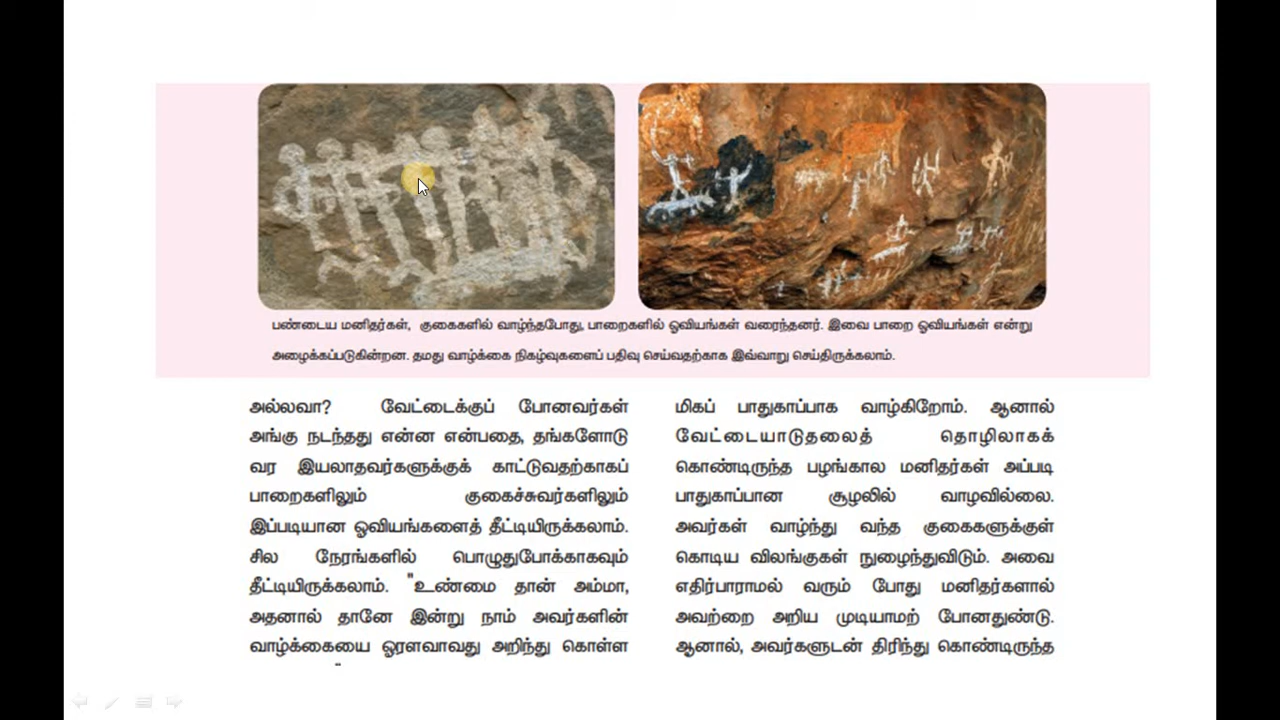 பண்டைய மனிதர்கள், குகைகளில் வாழ்ந்தபோது, பாறைகளில் ஓவியங்கள் வரைந்தனர். இவை பாறை ஓவியங்கள் என்று
அழைக்கப்படுகின்றன. தமது வாழ்க்கை நிகழ்வுகளைப் பதிவு செய்வதற்காக இவ்வாறு செய்திருக்கலாம்.
அல்லவா? வேட்டைக்குப் போனவர்கள்
அங்கு நடந்தது என்ன என்பதை, தங்களோடு
வர இயலாதவர்களுக்குக் காட்டுவதற்காகப்
பாறைகளிலும் குகைச்சுவர்களிலும்
இப்படியான ஓவியங்களைத் தீட்டியிருக்கலாம்.
சில நேரங்களில் பொழுதுபோக்காகவும்
தீட்டியிருக்கலாம். "உண்மை தான் அம்மா,
அதனால் தானே இன்று நாம் அவர்களின்
வாழ்க்கையை ஓரளவாவது அறிந்து கொள்ள
மிகப் பாதுகாப்பாக வாழ்கிறோம். ஆனால்
வேட்டையாடுதலைத் தொழிலாகக்
கொண்டிருந்த பழங்கால மனிதர்கள் அப்படி
பாதுகாப்பான சூழலில் வாழவில்லை.
அவர்கள் வாழ்ந்து வந்த குகைகளுக்குள்
கொடிய விலங்குகள் நுழைந்துவிடும். அவை
எதிர்பாராமல் வரும் போது மனிதர்களால்
அவற்றை அறிய முடியாமற் போனதுண்டு.
ஆனால், அவர்களுடன் திரிந்து கொண்டிருந்த